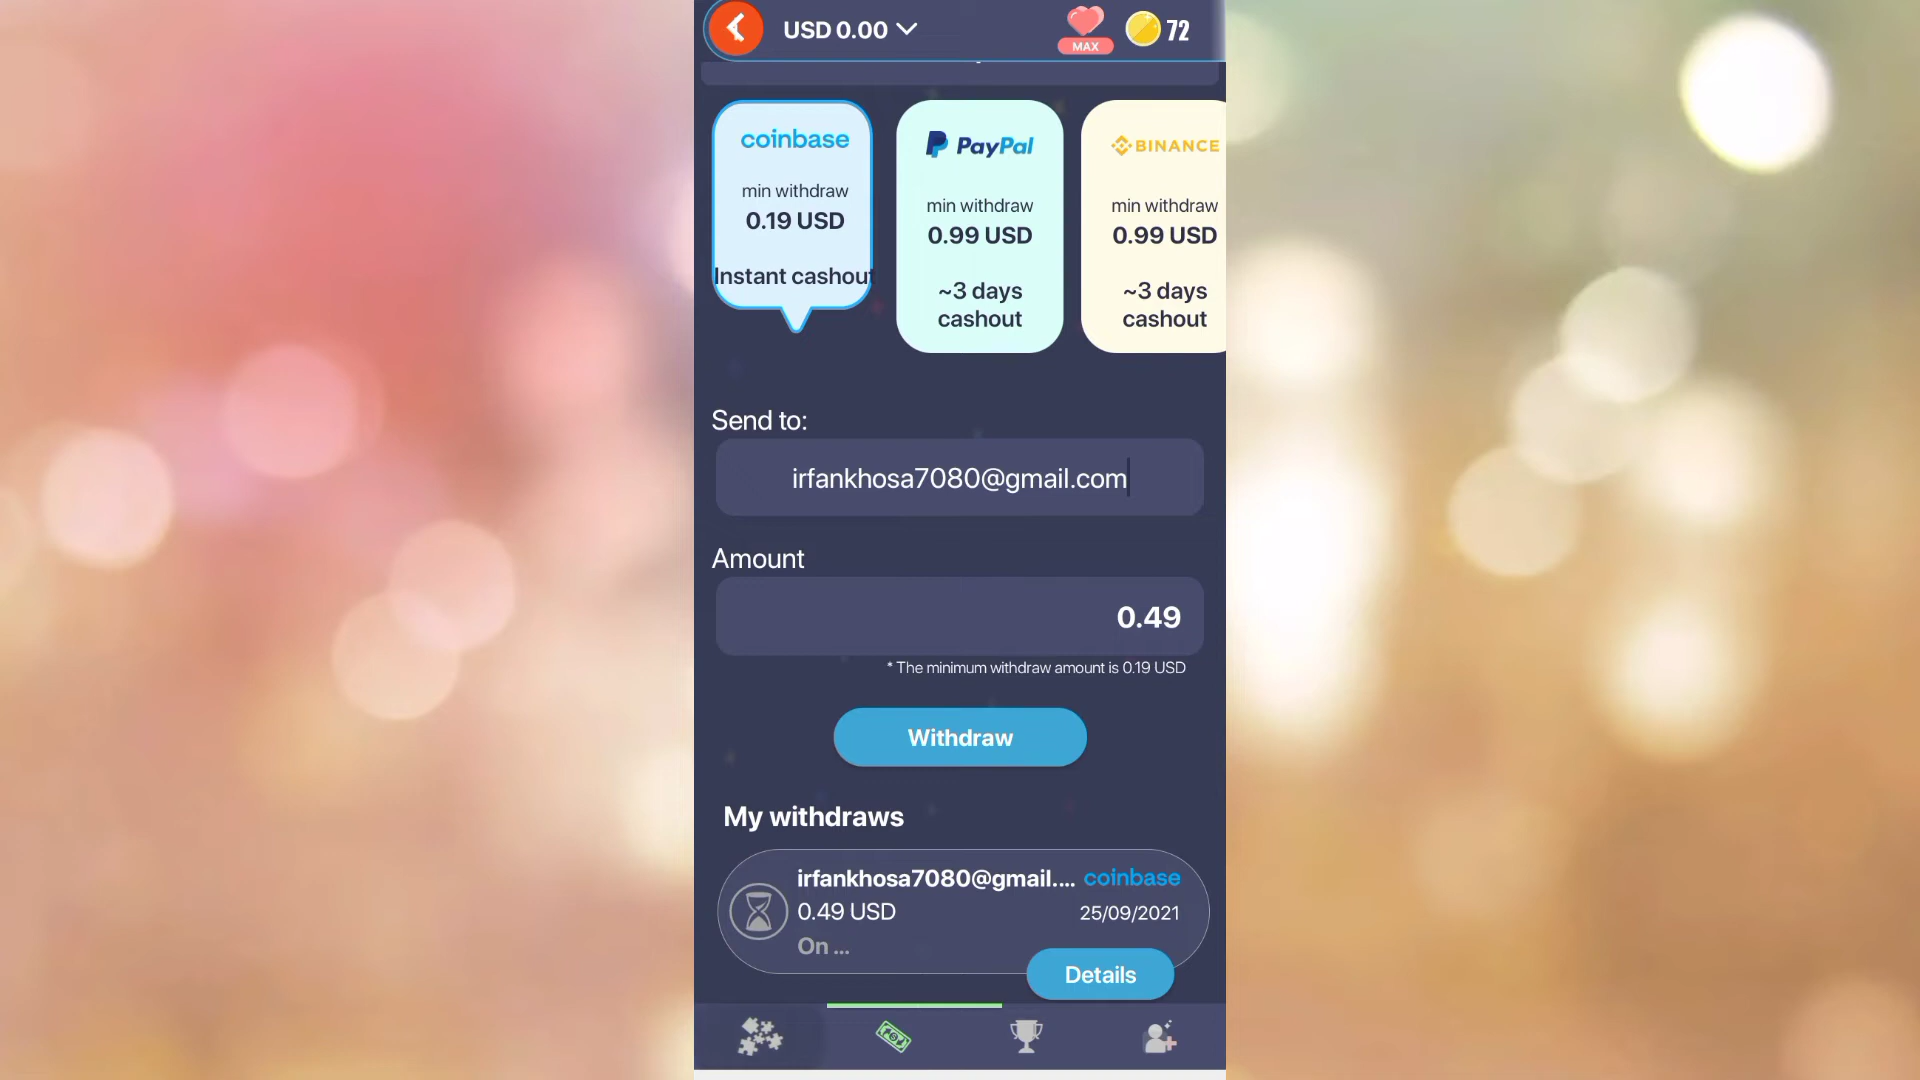 USD 0.00
MAX
72
coinbase
min withdraw
0.19 USD
Instant cashout
PayPal
min withdraw
0.99 USD
~3 days
cashout
BINANCE
min withdraw
0.99 USD
~3 days
cashout
Send to:
irfankhosa7080@gmail.com
Amount
0.49
* The minimum withdraw amount is 0.19 USD
Withdraw
My withdraws
irfankhosa7080@gmail.... coinbase
0.49 USD 25/09/2021
On ...
Details